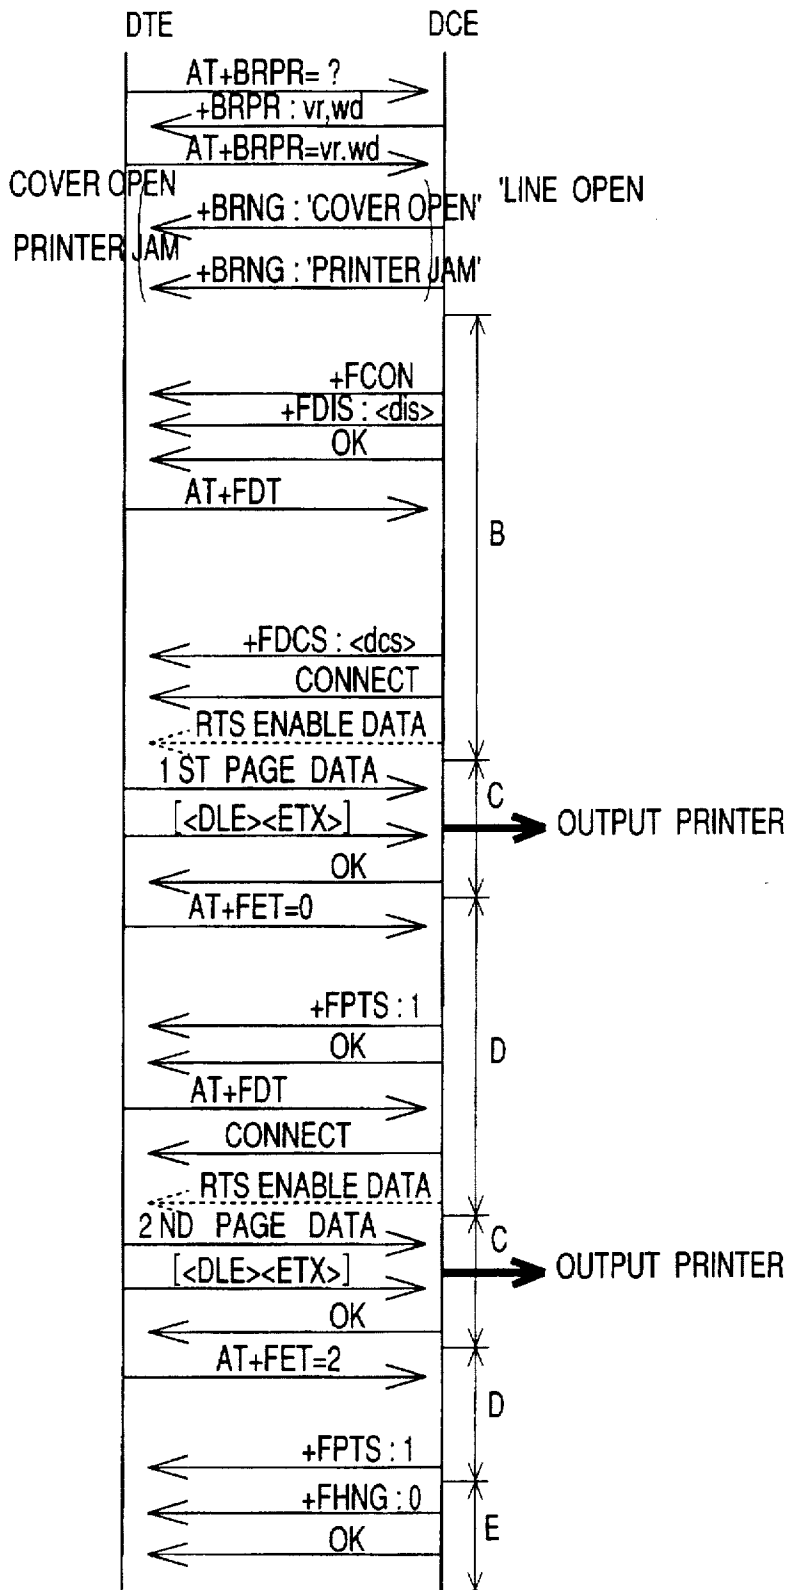 DTE DCE
AT+BRPR= ?
+BRPR : vr,wd
AT+BRPR=vr.wd
COVER OPEN
'LINE OPEN
+BRNG : 'COVER OPEN'
PRINTER JAM
+BRNG : 'PRINTER JAM'
+FCON
+FDIS : <dis>
OK
AT+FDT
B
+FDCS : <dcs>
CONNECT
RTS ENABLE DATA
1 ST PAGE DATA
C
[<DLE><ETX>]
OUTPUT PRINTER
OK
AT+FET=0
+FPTS : 1
OK
D
AT+FDT
CONNECT
RTS ENABLE DATA
2 ND PAGE DATA
C
[<DLE><ETX>]
OUTPUT PRINTER
OK
AT+FET=2
D
+FPTS : 1
+FHNG : 0
E
OK